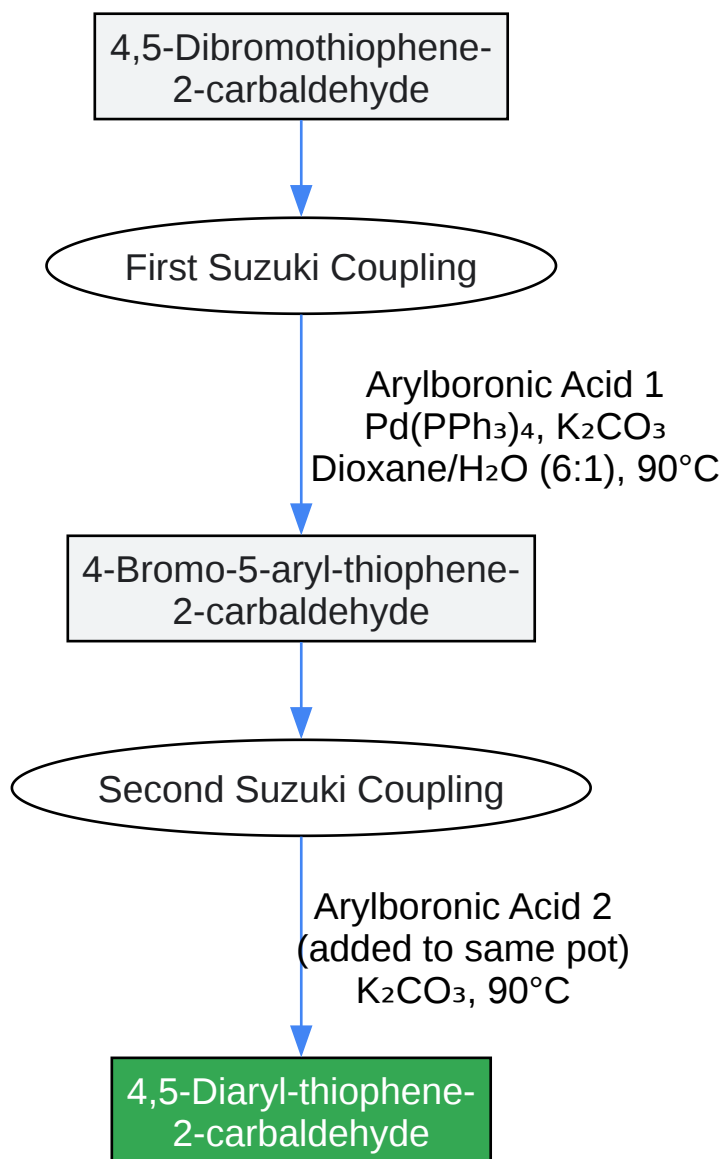 4,5-Dibromothiophene-
2-carbaldehyde
First Suzuki Coupling
Arylboronic Acid 1
Pd(PPh₃)₄, K₂CO₃
Dioxane/H₂O (6:1), 90°C
4-Bromo-5-aryl-thiophene-
2-carbaldehyde
Second Suzuki Coupling
Arylboronic Acid 2
(added to same pot)
K₂CO₃, 90°C
4,5-Diaryl-thiophene-
2-carbaldehyde